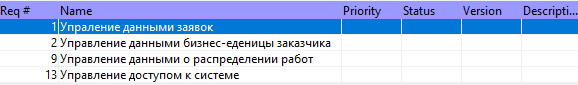 Req # Name Priority Status Version Descripti...
1 Упраление данными заявок
2 Управление данными бизнес-еденицы заказчика
9 Управление данными о распределении работ
13 Управление доступом к системе